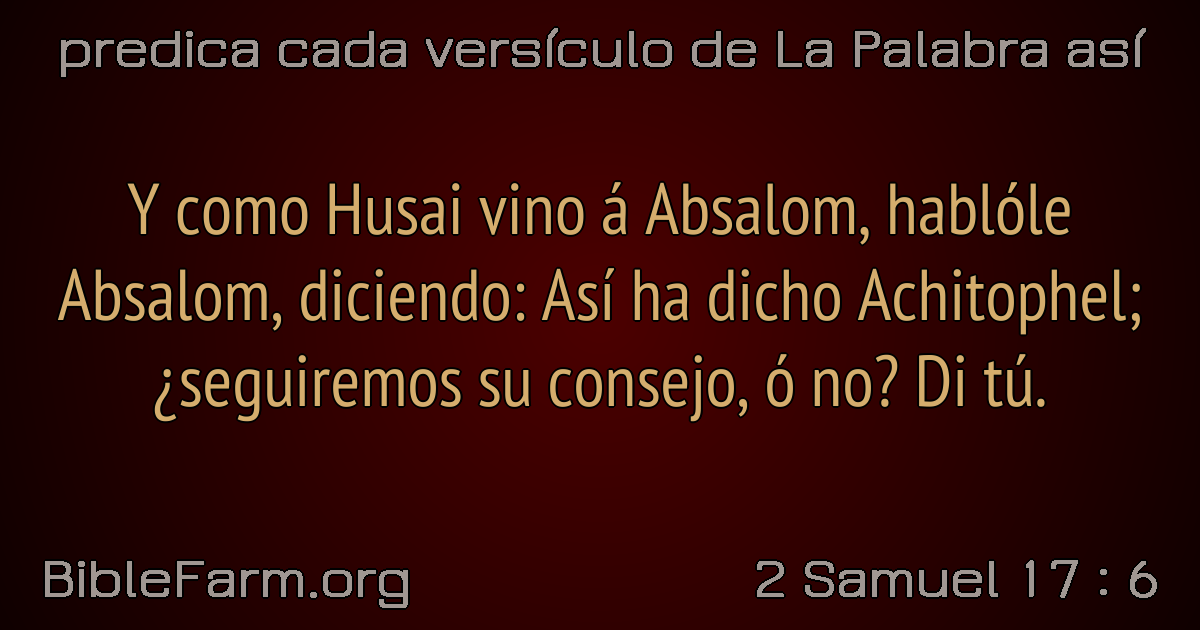 predica cada versículo de La Palabra así
Y como Husai vino á Absalom, hablóle
Absalom, diciendo: Así ha dicho Achitophel;
¿seguiremos su consejo, ó no? Di tú.
BibleFarm.org
2 Samuel 17 : 6